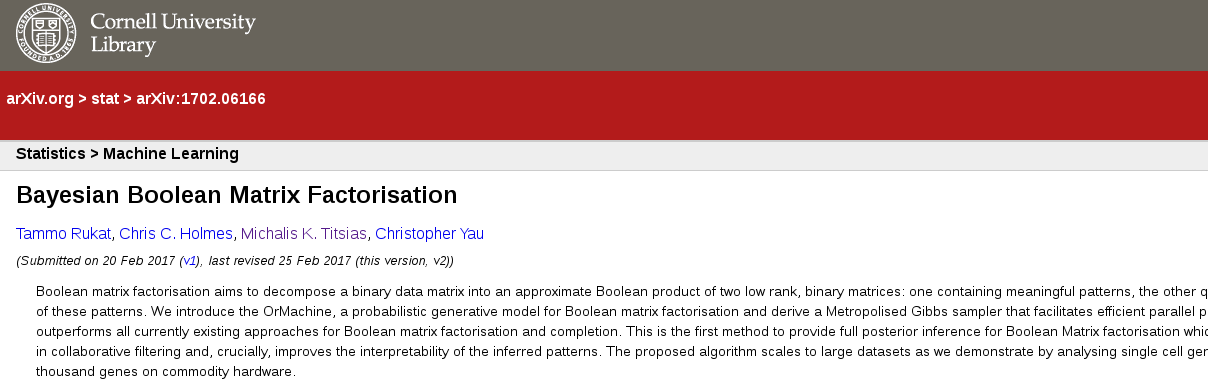 CORNELL UNIVERSITY FOUNDED A.D. 1865
Cornell University
Library
arXiv.org > stat > arXiv:1702.06166
Statistics > Machine Learning
Bayesian Boolean Matrix Factorisation
Tammo Rukat, Chris C. Holmes, Michalis K. Titsias, Christopher Yau
(Submitted on 20 Feb 2017 (v1), last revised 25 Feb 2017 (this version, v2))
Boolean matrix factorisation aims to decompose a binary data matrix into an approximate Boolean product of two low rank, binary matrices: one containing meaningful patterns, the other q
of these patterns. We introduce the OrMachine, a probabilistic generative model for Boolean matrix factorisation and derive a Metropolised Gibbs sampler that facilitates efficient parallel p
outperforms all currently existing approaches for Boolean matrix factorisation and completion. This is the first method to provide full posterior inference for Boolean Matrix factorisation whic
in collaborative filtering and, crucially, improves the interpretability of the inferred patterns. The proposed algorithm scales to large datasets as we demonstrate by analysing single cell ger
thousand genes on commodity hardware.